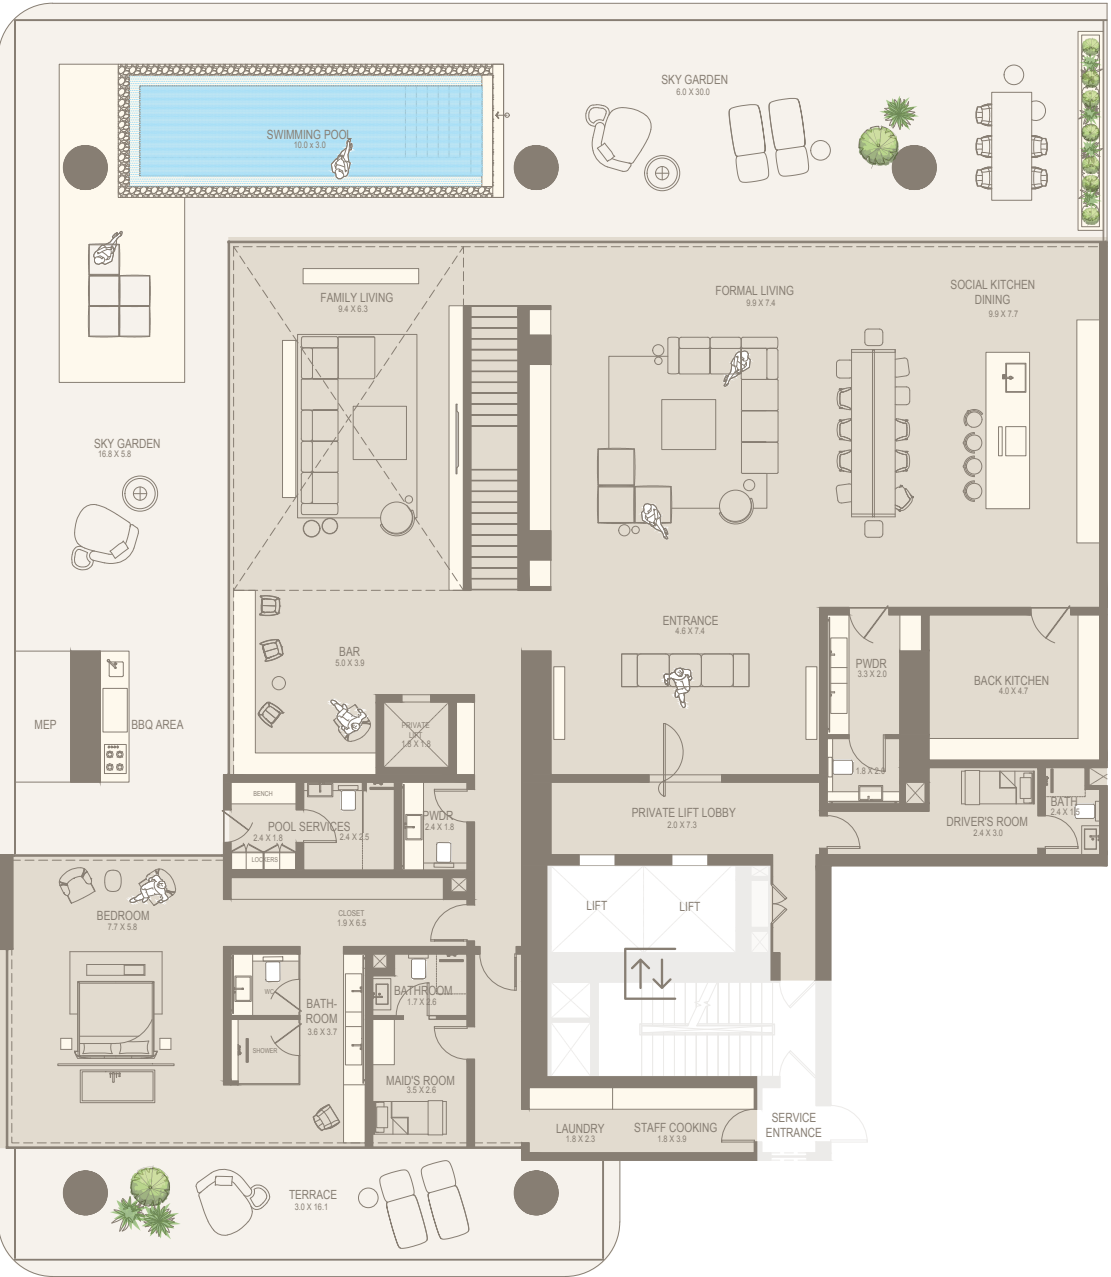 SKY GARDEN
6.0 X 30.0
SWIMMING POOL
10.0 x 3.0
FAMILY LIVING
9.4 X 6.3
FORMAL LIVING
9.9 X 7.4
SOCIAL KITCHEN
DINING
9.9 X 7.7
SKY GARDEN
16.8 X 5.8
ENTRANCE
4.6 X 7.4
BAR
5.0 X 3.9
PWDR
3.3 X 2.0
BACK KITCHEN
4.0 X 4.7
MEP
BBQ AREA
PRIVATE
LIFT
1.8 X 1.8
1.8 X 2.0
BENCH
POOL SERVICES
2.4 X 1.8
2.4 X 2.5
LOCKERS
PWDR
2.4 X 1.8
PRIVATE LIFT LOBBY
2.0 X 7.3
DRIVER'S ROOM
2.4 X 3.0
BATH
2.4 X 1.5
BEDROOM
7.7 X 5.8
CLOSET
1.9 X 6.5
LIFT
LIFT
WC
BATH-
ROOM
3.6 X 3.7
BATHROOM
1.7 X 2.6
SHOWER
MAID'S ROOM
3.5 X 2.6
LAUNDRY
1.8 X 2.3
STAFF COOKING
1.8 X 3.9
SERVICE
ENTRANCE
TERRACE
3.0 X 16.1